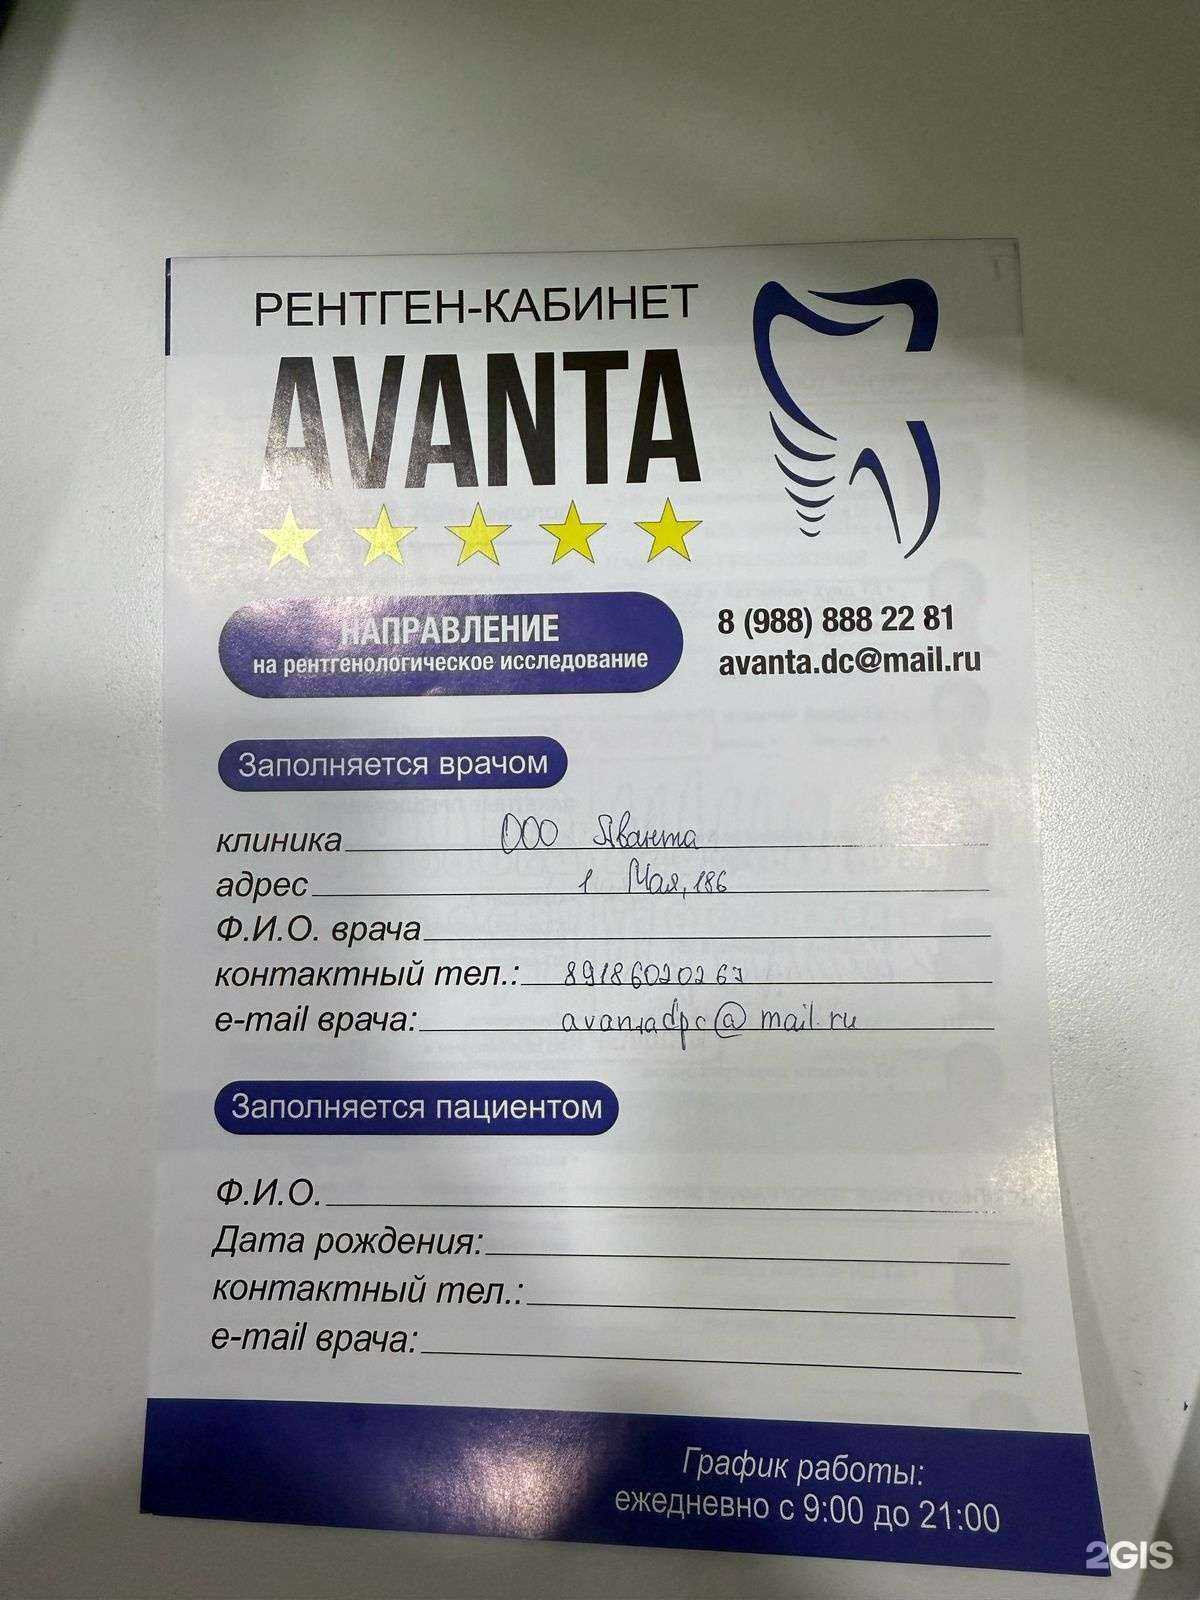 РЕНТГЕН-КАБИНЕТ
AVANTA
НАПРАВЛЕНИЕ
на рентгенологическое исследование
8 (988) 888 22 81
avanta.dc@mail.ru
Заполняется врачом
клиника ООО Аванта
адрес 1 Мая, 186
Ф.И.О. врача
контактный тел.: 89186020267
e-mail врача: avantadpc@mail.ru
Заполняется пациентом
Ф.И.О.
Дата рождения:
контактный тел.:
e-mail врача:
График работы:
ежедневно с 9:00 до 21:00
2GIS